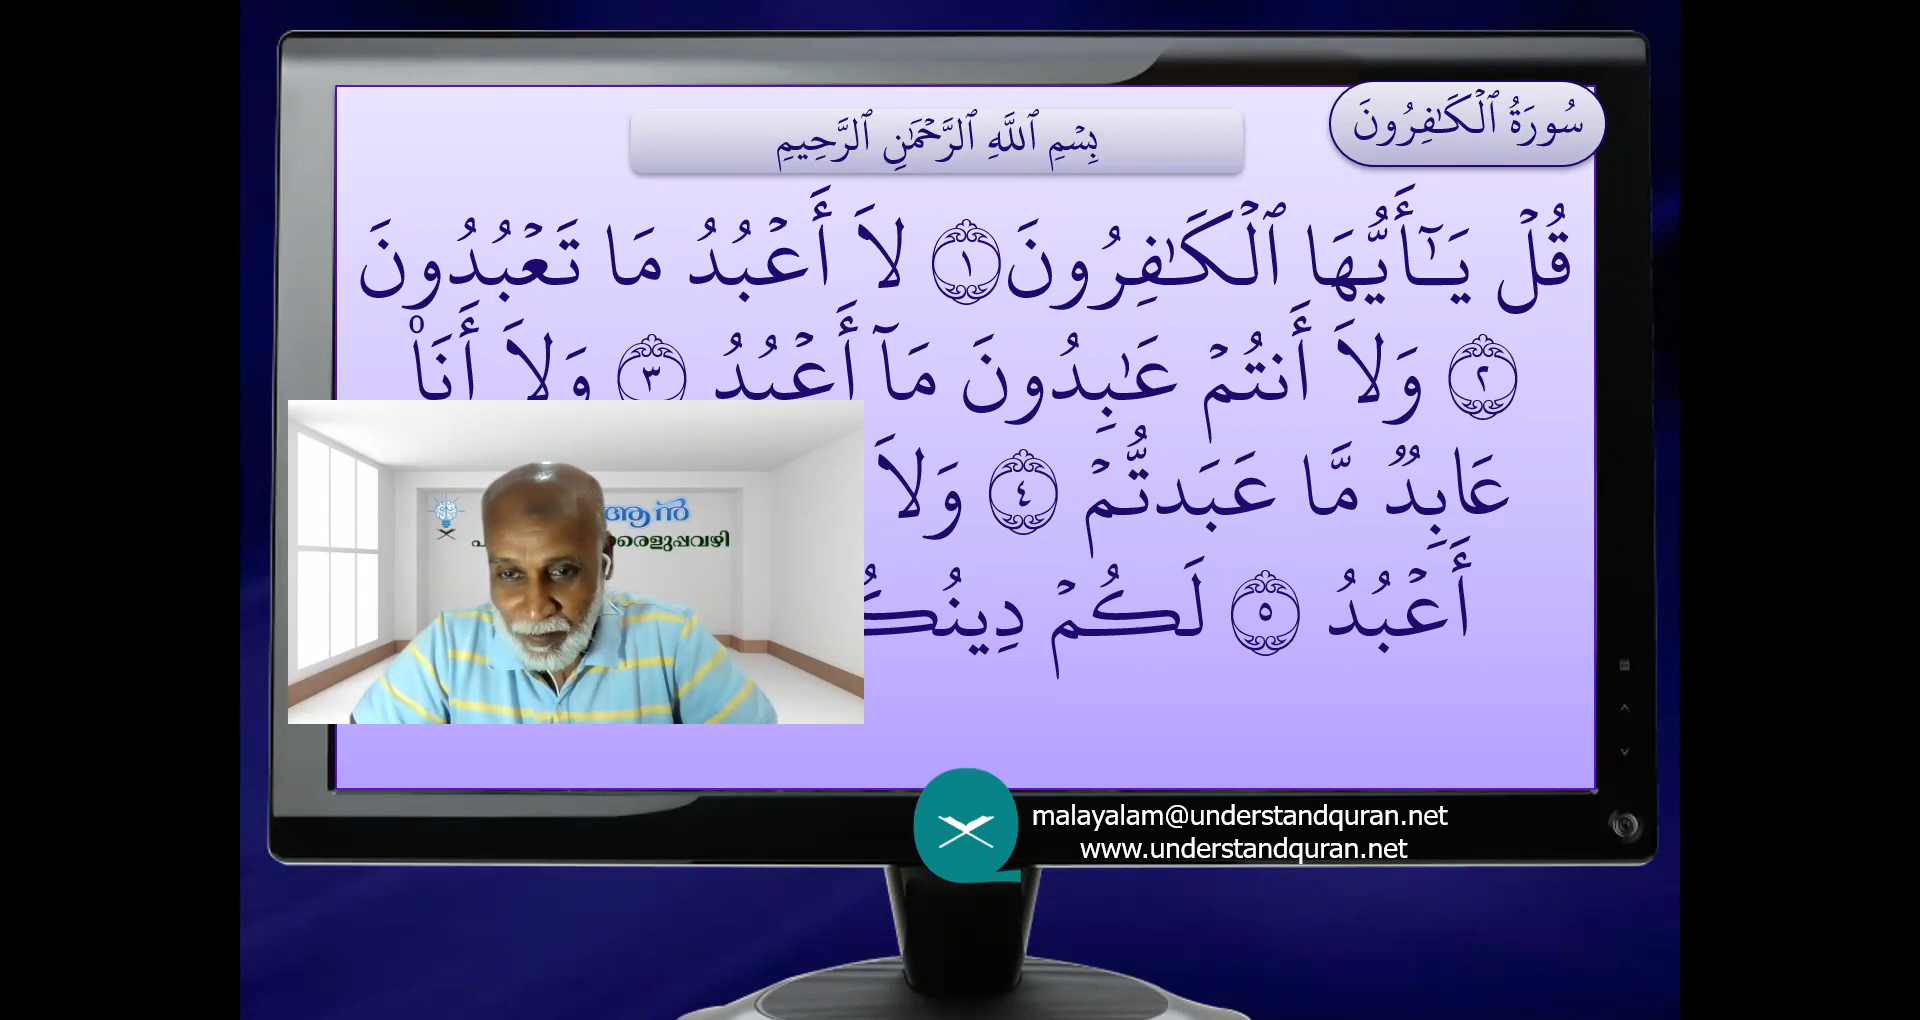 سُورَةُ ٱلْكَـٰفِرُونَ
بِسْمِ ٱللَّهِ ٱلرَّحْمَـٰنِ ٱلرَّحِيمِ
قُلْ يَـٰٓأَيُّهَا ٱلْكَـٰفِرُونَ ١ لَا أَعْبُدُ مَا تَعْبُدُونَ
٢ وَلَا أَنتُمْ عَـٰبِدُونَ مَآ أَعْبُدُ ٣ وَلَا أَنَا۠
عَابِدٌ مَّا عَبَدتُّمْ ٤ وَلَا
أَعْبُدُ ٥ لَكُمْ
ആൻ
malayalam@understandquran.net
www.understandquran.net